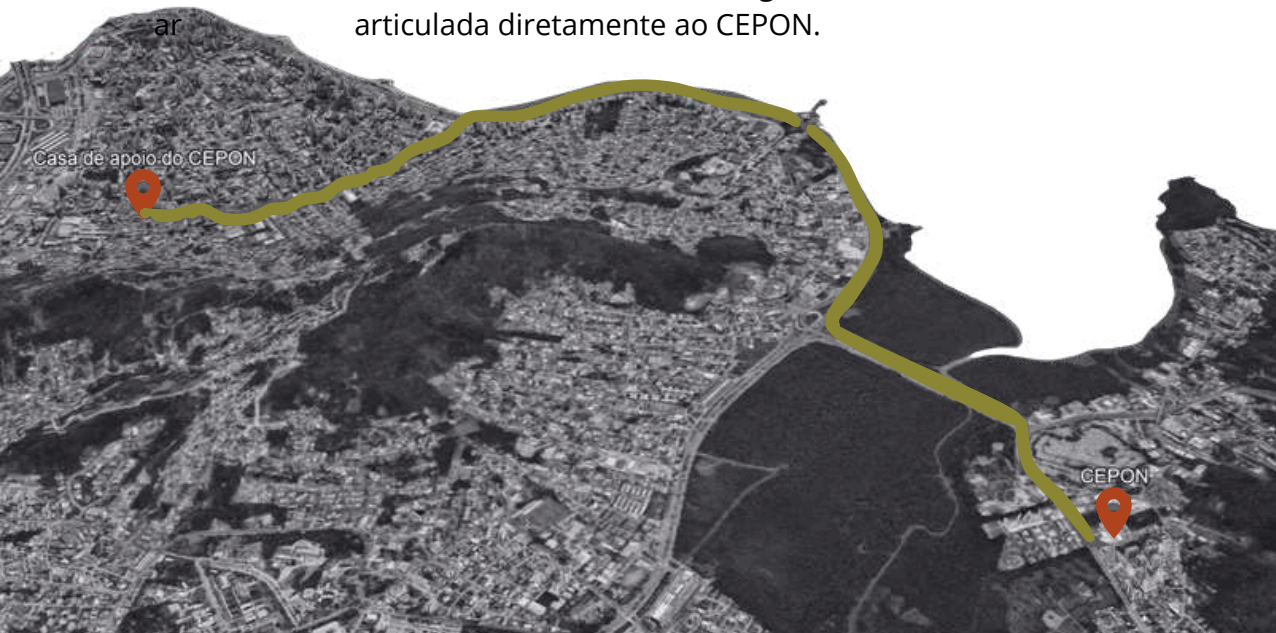 ar
articulada diretamente ao CEPON.
Casa de apoio do CEPON
CEPON